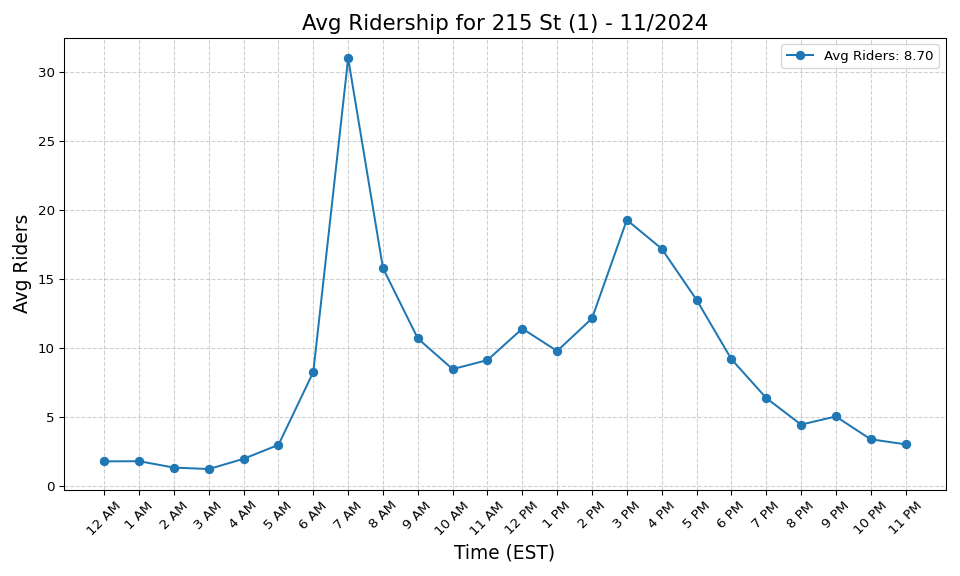 Avg Ridership for 215 St (1) - 11/2024
Avg Riders: 8.70
Avg Riders
30
25
20
15
10
5
0
12 AM
1 AM
2 AM
3 AM
4 AM
5 AM
6 AM
7 AM
8 AM
9 AM
10 AM
11 AM
12 PM
1 PM
2 PM
3 PM
4 PM
5 PM
6 PM
7 PM
8 PM
9 PM
10 PM
11 PM
Time (EST)